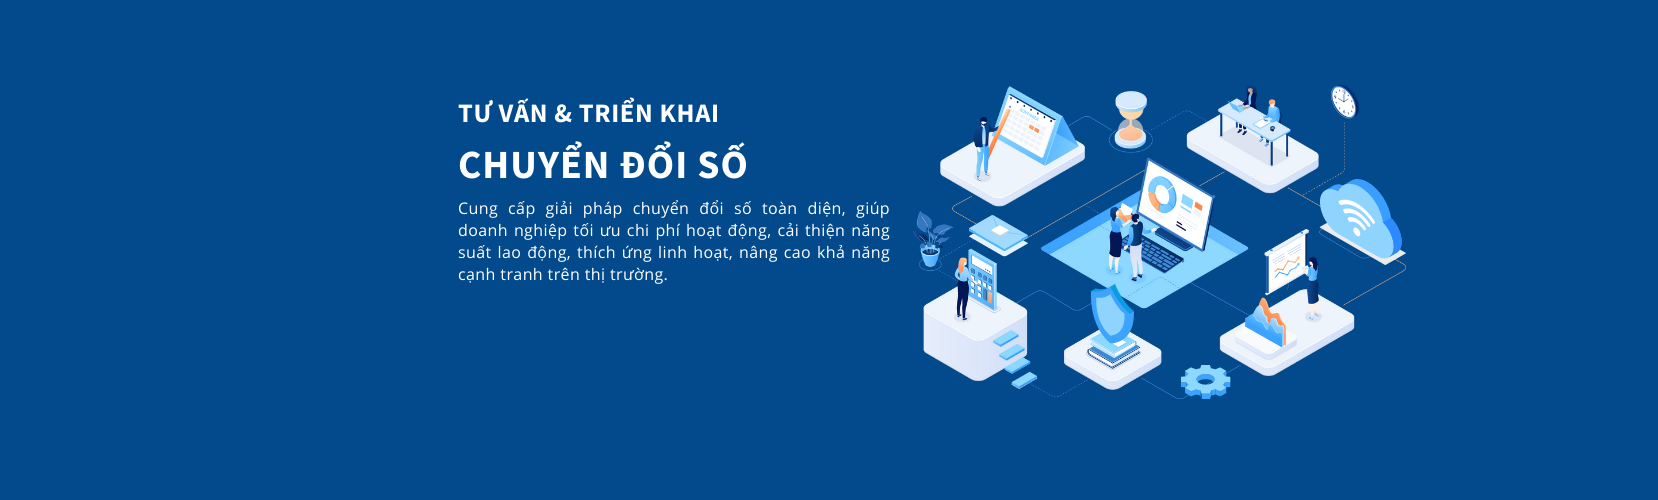 TƯ VẤN & TRIỂN KHAI
CHUYỂN ĐỔI SỐ
Cung cấp giải pháp chuyển đổi số toàn diện, giúp
doanh nghiệp tối ưu chi phí hoạt động, cải thiện năng
suất lao động, thích ứng linh hoạt, nâng cao khả năng
cạnh tranh trên thị trường.